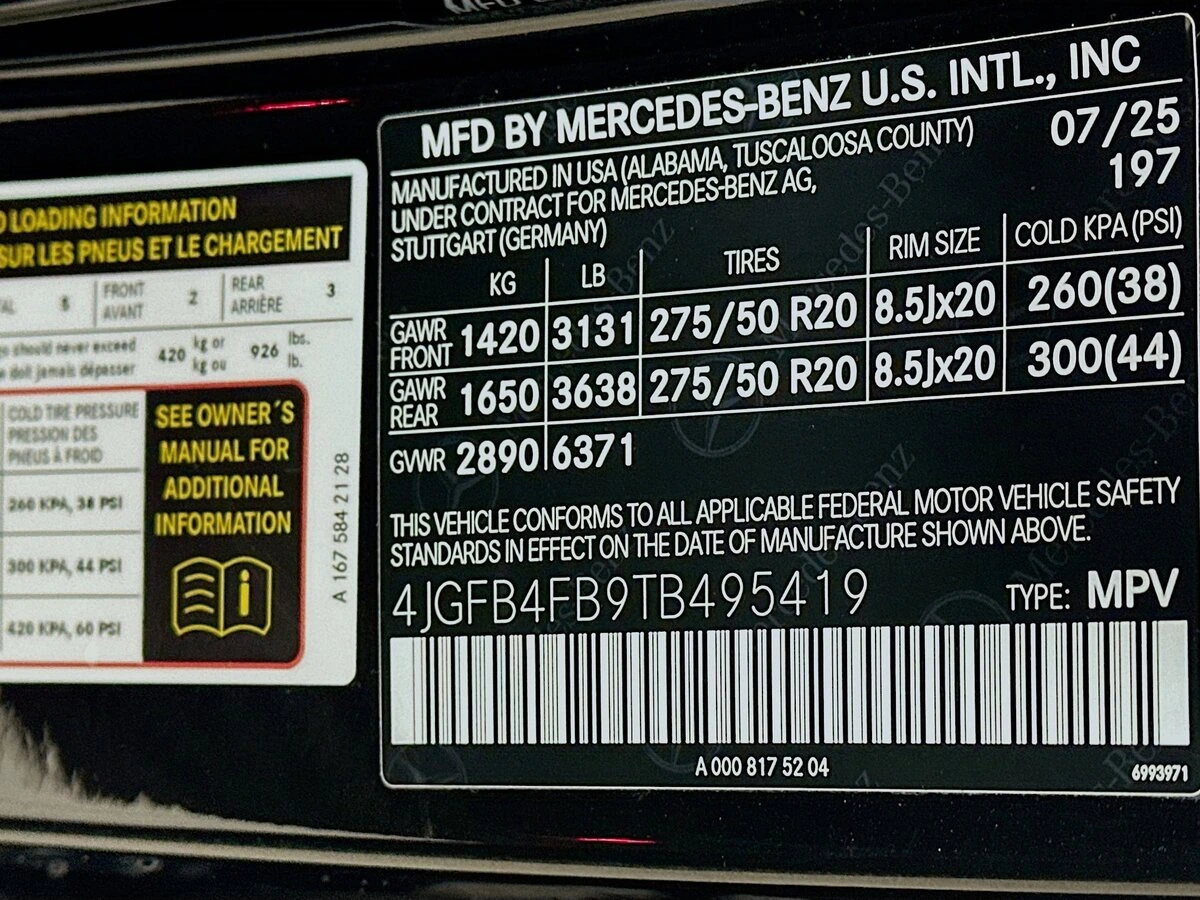 LOADING INFORMATION
SUR LES PNEUS ET LE CHARGEMENT
5 FRONT AVANT 2 REAR ARRIÈRE 3
should never exceed 420 kg or 926 lbs.
doit jamais dépasser kg ou lb.
COLD TIRE PRESSURE
PRESSION DES
PNEUS À FROID
260 KPA, 38 PSI
300 KPA, 44 PSI
420 KPA, 60 PSI
SEE OWNER´S
MANUAL FOR
ADDITIONAL
INFORMATION
A 167 584 21 28
MFD BY MERCEDES-BENZ U.S. INTL., INC
MANUFACTURED IN USA (ALABAMA, TUSCALOOSA COUNTY) 07/25
UNDER CONTRACT FOR MERCEDES-BENZ AG, 197
STUTTGART (GERMANY)
KG LB TIRES RIM SIZE COLD KPA (PSI)
GAWR FRONT 1420 3131 275/50 R20 8.5Jx20 260(38)
GAWR REAR 1650 3638 275/50 R20 8.5Jx20 300(44)
GVWR 2890 6371
THIS VEHICLE CONFORMS TO ALL APPLICABLE FEDERAL MOTOR VEHICLE SAFETY
STANDARDS IN EFFECT ON THE DATE OF MANUFACTURE SHOWN ABOVE.
4JGFB4FB9TB495419 TYPE: MPV
A 000 817 52 04 6993971